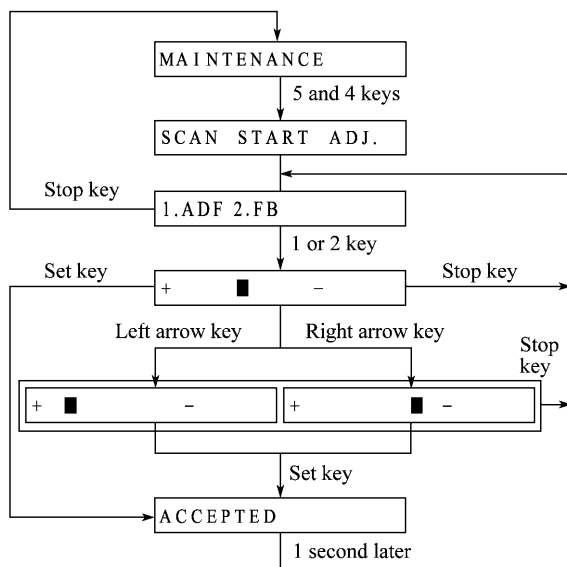 MAINTENANCE
5 and 4 keys
SCAN START ADJ.
Stop key
1.ADF 2.FB
1 or 2 key
Set key
+ ■ −
Stop key
Left arrow key
Right arrow key
Stop
key
+ ■ −
+ ■ −
Set key
ACCEPTED
1 second later